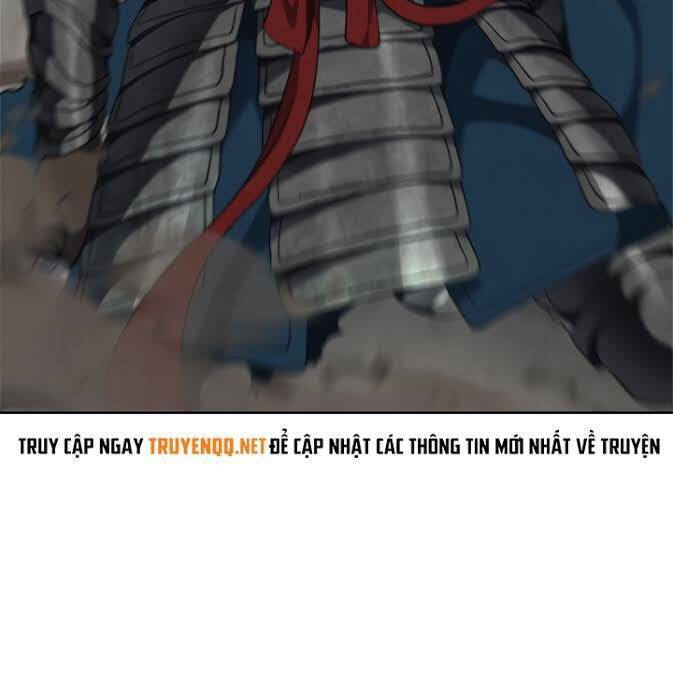 TRUY CẬP NGAY TRUYENQQ.NET ĐỂ CẬP NHẬT CÁC THÔNG TIN MỚI NHẤT VỀ TRUYỆN